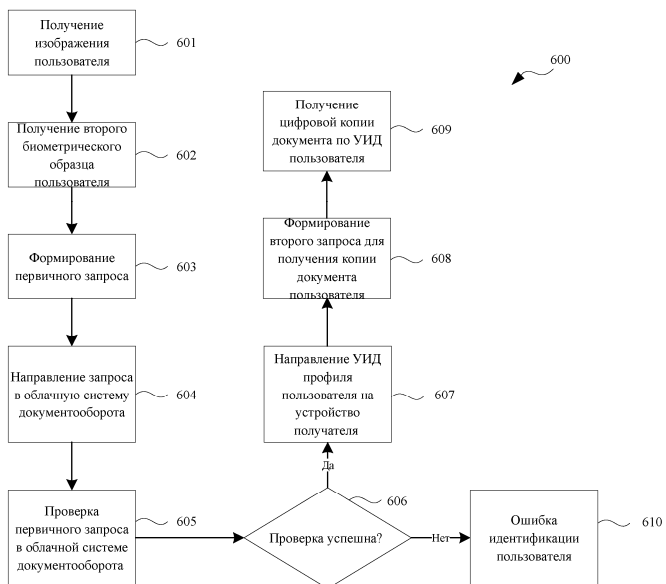 Получение
изображения
пользователя
601
Получение второго
биометрического
образца
пользователя
602
Формирование
первичного запроса
603
Направление запроса
в облачную систему
документооборота
604
Проверка
первичного запроса
в облачной системе
документооборота
605
Проверка успешна?
606
Да
Нет
Направление УИД
профиля
пользователя на
устройство
получателя
607
Формирование
второго запроса для
получения копии
документа
пользователя
608
Получение
цифровой копии
документа по УИД
пользователя
609
Ошибка
идентификации
пользователя
610
600